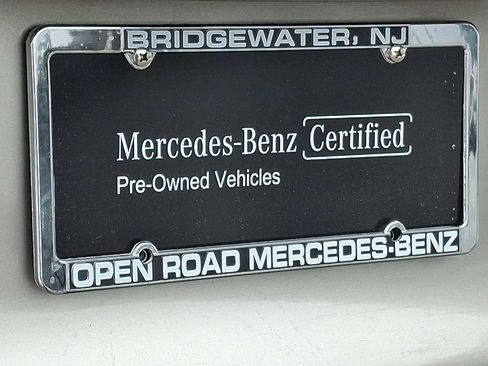 BRIDGEWATER, NJ
Mercedes-Benz Certified
Pre-Owned Vehicles
OPEN ROAD MERCEDES-BENZ